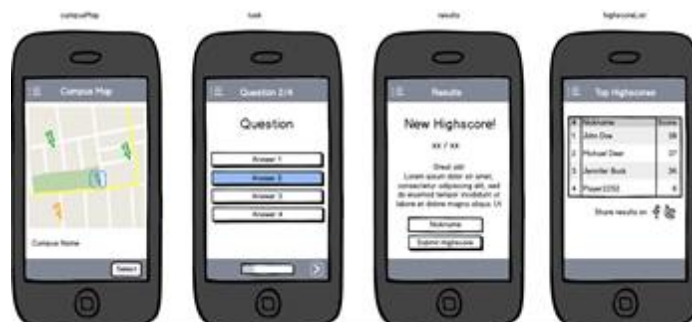 campusMap
Campus Map
Campus Name
Select
task
Question 2/4
Question
Answer 1
Answer 2
Answer 3
Answer 4
results
Results
New Highscore!
xx / xx
Great job!
Lorem ipsum dolor sit amet,
consectetur adipiscing elit, sed
do eiusmod tempor incididunt ut
labore et dolore magna aliqua. Ut
Nickname
Submit Highscore
highscoreList
Top Highscores
# Nickname Score
1 John Doe
2 Michael Dear 37
3 Jennifer Buck 36
4 Player1252 6
Share results on